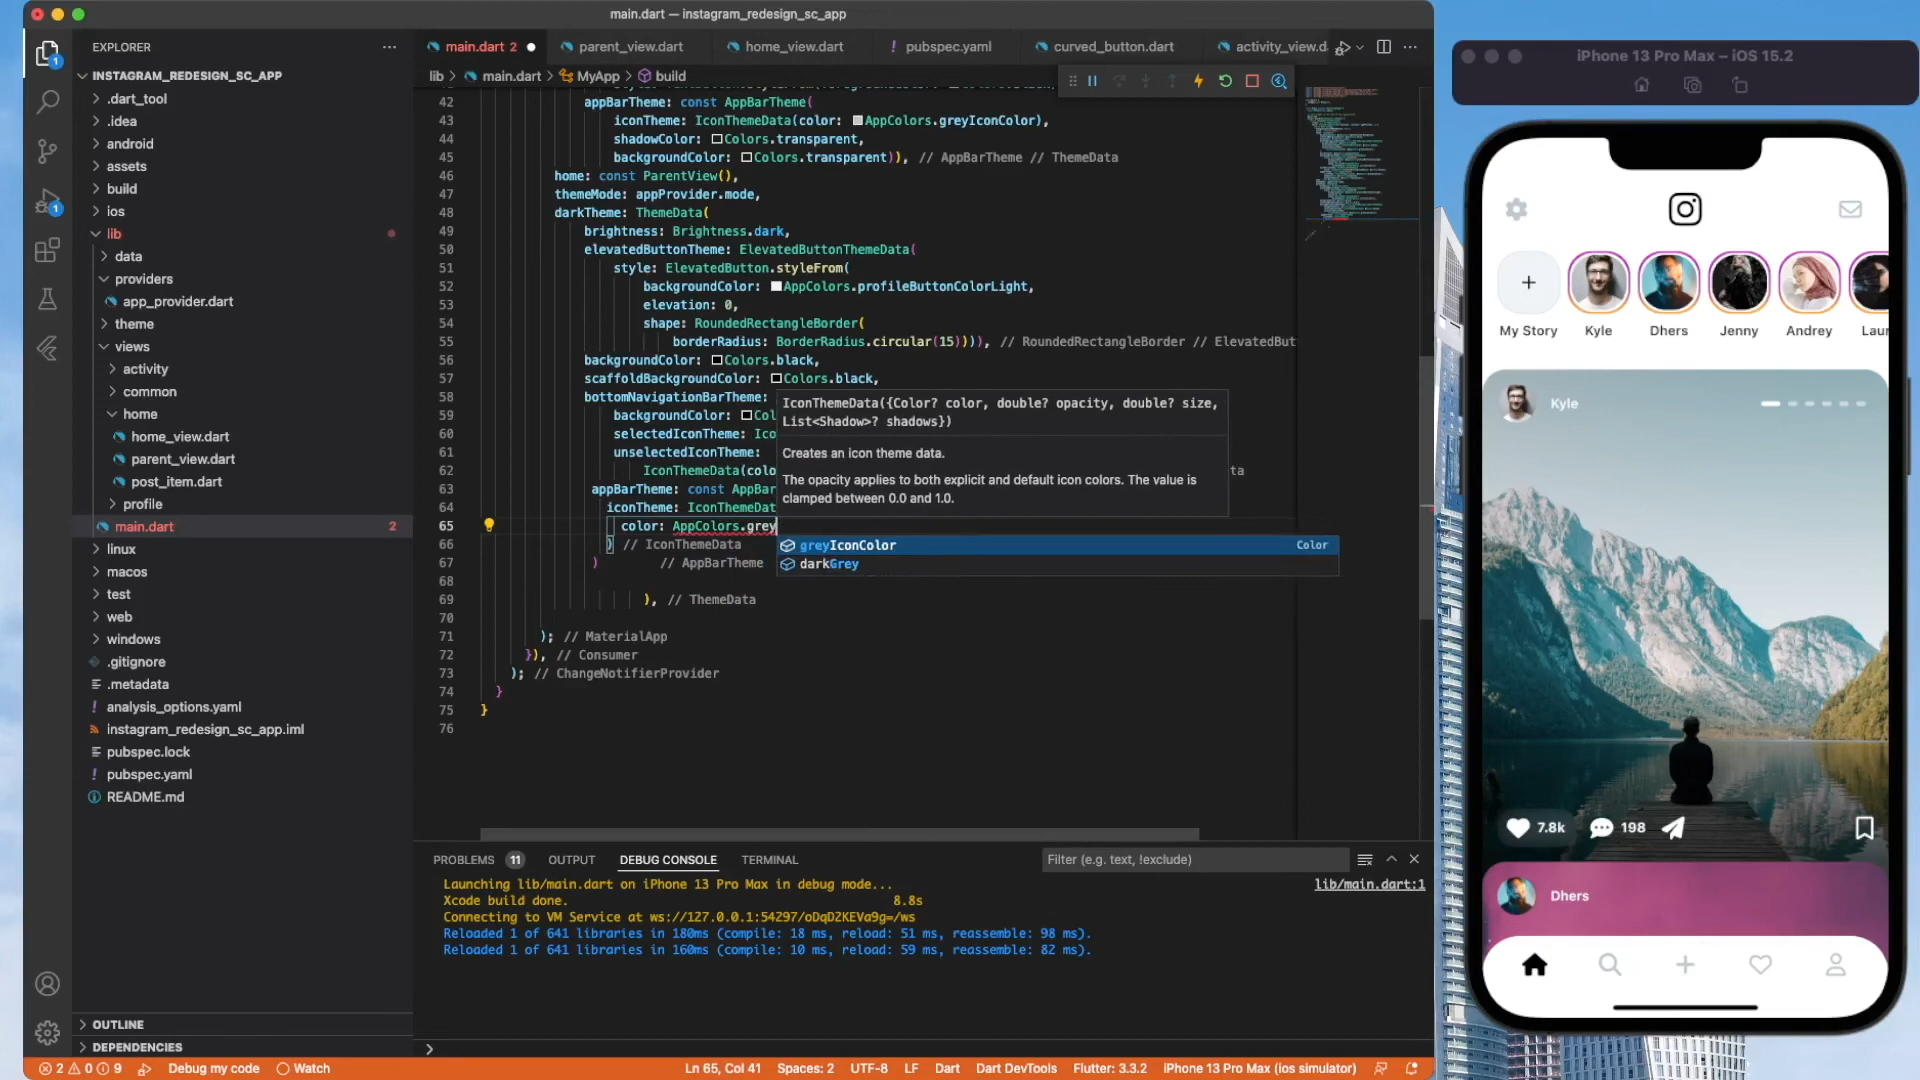 main.dart — instagram_redesign_sc_app
EXPLORER
main.dart 2
parent_view.dart
home_view.dart
! pubspec.yaml
curved_button.dart
activity_view.d
lib > main.dart > MyApp > build
INSTAGRAM_REDESIGN_SC_APP
.dart_tool
.idea
android
assets
build
ios
lib
data
providers
app_provider.dart
theme
views
activity
common
home
home_view.dart
parent_view.dart
post_item.dart
profile
main.dart 2
linux
macos
test
web
windows
.gitignore
.metadata
! analysis_options.yaml
instagram_redesign_sc_app.iml
pubspec.lock
! pubspec.yaml
README.md
OUTLINE
DEPENDENCIES
42 appBarTheme: const AppBarTheme(
43 iconTheme: IconThemeData(color: AppColors.greyIconColor),
44 shadowColor: Colors.transparent,
45 backgroundColor: Colors.transparent)), // AppBarTheme // ThemeData
46 home: const ParentView(),
47 themeMode: appProvider.mode,
48 darkTheme: ThemeData(
49 brightness: Brightness.dark,
50 elevatedButtonTheme: ElevatedButtonThemeData(
51 style: ElevatedButton.styleFrom(
52 backgroundColor: AppColors.profileButtonColorLight,
53 elevation: 0,
54 shape: RoundedRectangleBorder(
55 borderRadius: BorderRadius.circular(15)))), // RoundedRectangleBorder // ElevatedBut
56 backgroundColor: Colors.black,
57 scaffoldBackgroundColor: Colors.black,
58 bottomNavigationBarTheme:
59 backgroundColor: Col
60 selectedIconTheme: Ico
61 unselectedIconTheme:
62 IconThemeData(colo ta
63 appBarTheme: const AppBar
64 iconTheme: IconThemeDat
65 color: AppColors.grey
66 ) // IconThemeData
67 ) // AppBarTheme
68
69 ), // ThemeData
70
71 ); // MaterialApp
72 }), // Consumer
73 ); // ChangeNotifierProvider
74 }
75 }
76
IconThemeData({Color? color, double? opacity, double? size,
List<Shadow>? shadows})
Creates an icon theme data.
The opacity applies to both explicit and default icon colors. The value is
clamped between 0.0 and 1.0.
greyIconColor Color
darkGrey
PROBLEMS 11 OUTPUT DEBUG CONSOLE TERMINAL
Filter (e.g. text, !exclude)
Launching lib/main.dart on iPhone 13 Pro Max in debug mode...
lib/main.dart:1
Xcode build done. 8.8s
Connecting to VM Service at ws://127.0.0.1:54297/oDqD2KEVa9g=/ws
Reloaded 1 of 641 libraries in 180ms (compile: 18 ms, reload: 51 ms, reassemble: 98 ms).
Reloaded 1 of 641 libraries in 160ms (compile: 10 ms, reload: 59 ms, reassemble: 82 ms).
2 0 9 Debug my code Watch
Ln 65, Col 41 Spaces: 2 UTF-8 LF Dart Dart DevTools Flutter: 3.3.2 iPhone 13 Pro Max (ios simulator)
iPhone 13 Pro Max – iOS 15.2
My Story Kyle Dhers Jenny Andrey Laur
Kyle
7.8k 198
Dhers